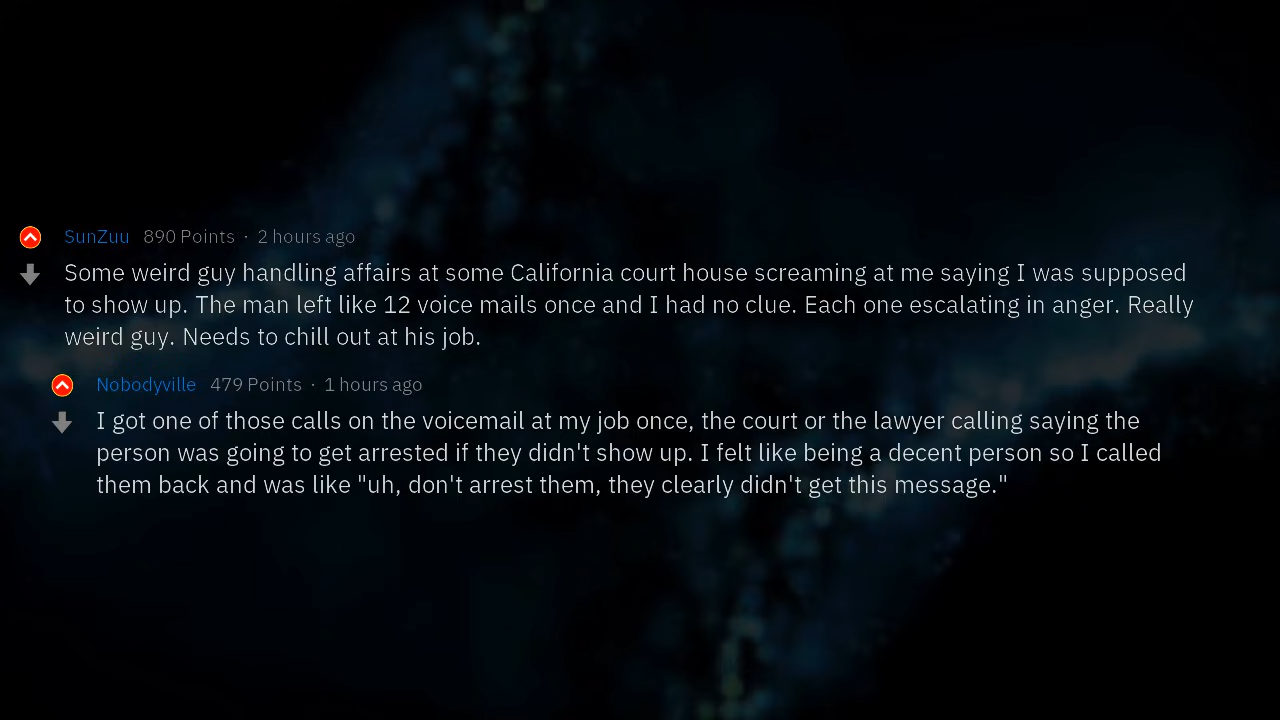 SunZuu 890 Points · 2 hours ago
Some weird guy handling affairs at some California court house screaming at me saying I was supposed
to show up. The man left like 12 voice mails once and I had no clue. Each one escalating in anger. Really
weird guy. Needs to chill out at his job.
Nobodyville 479 Points · 1 hours ago
I got one of those calls on the voicemail at my job once, the court or the lawyer calling saying the
person was going to get arrested if they didn't show up. I felt like being a decent person so I called
them back and was like "uh, don't arrest them, they clearly didn't get this message."